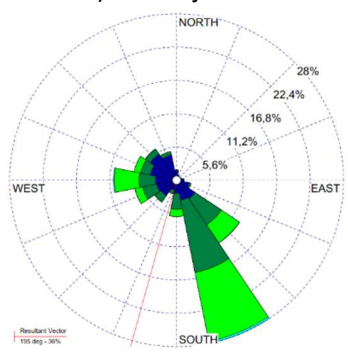 NORTH
28%
22,4%
16,8%
11,2%
5,6%
WEST
EAST
Resultant Vector
195 deg - 36%
SOUTH